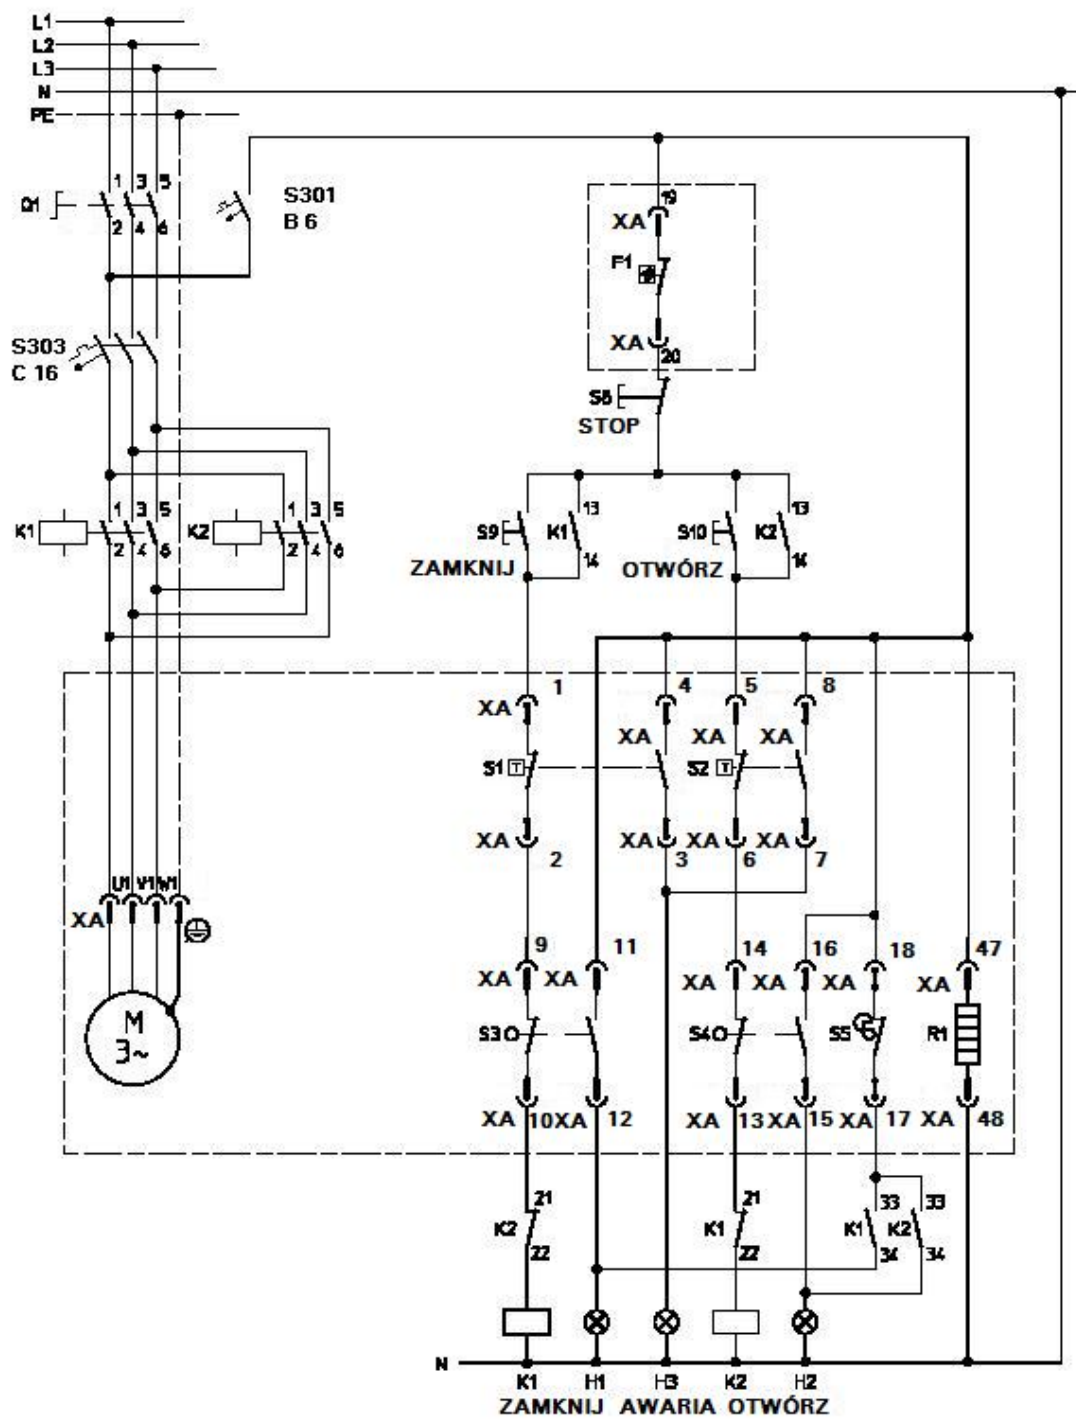 L1
L2
L3
N
PE
Q1 1 3 5
2 4 6
S301
B 6
19
XA
F1
XA
20
S303
C 16
S8
STOP
K1 1 3 5
2 4 6
K2 1 3 5
2 4 6
S9 K1 13
14
S10 K2 13
14
ZAMKNIJ OTWÓRZ
1 4 5 8
XA XA XA XA
S1 T S2 T
XA XA XA XA
2 3 6 7
U1 V1 W1
XA
M
3~
9 11 14 16 18 47
XA XA XA XA XA XA
S3 S4 S5 R1
XA 10 XA 12 XA 13 XA 15 XA 17 XA 48
21 21 33 33
K2 K1 K1 K2
22 22 34 34
N
K1 H1 H3 K2 H2
ZAMKNIJ AWARIA OTWÓRZ